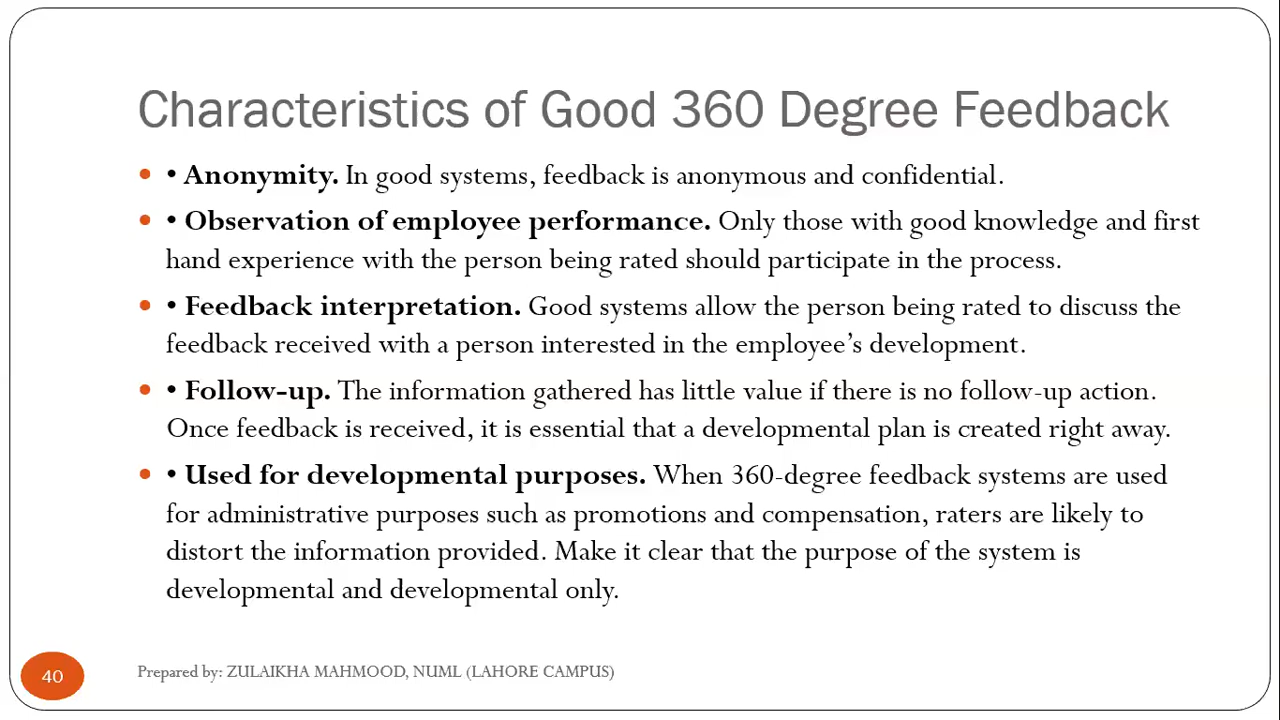 Characteristics of Good 360 Degree Feedback
• • Anonymity. In good systems, feedback is anonymous and confidential.
• • Observation of employee performance. Only those with good knowledge and first
hand experience with the person being rated should participate in the process.
• • Feedback interpretation. Good systems allow the person being rated to discuss the
feedback received with a person interested in the employee’s development.
• • Follow-up. The information gathered has little value if there is no follow-up action.
Once feedback is received, it is essential that a developmental plan is created right away.
• • Used for developmental purposes. When 360-degree feedback systems are used
for administrative purposes such as promotions and compensation, raters are likely to
distort the information provided. Make it clear that the purpose of the system is
developmental and developmental only.
40
Prepared by: ZULAIKHA MAHMOOD, NUML (LAHORE CAMPUS)